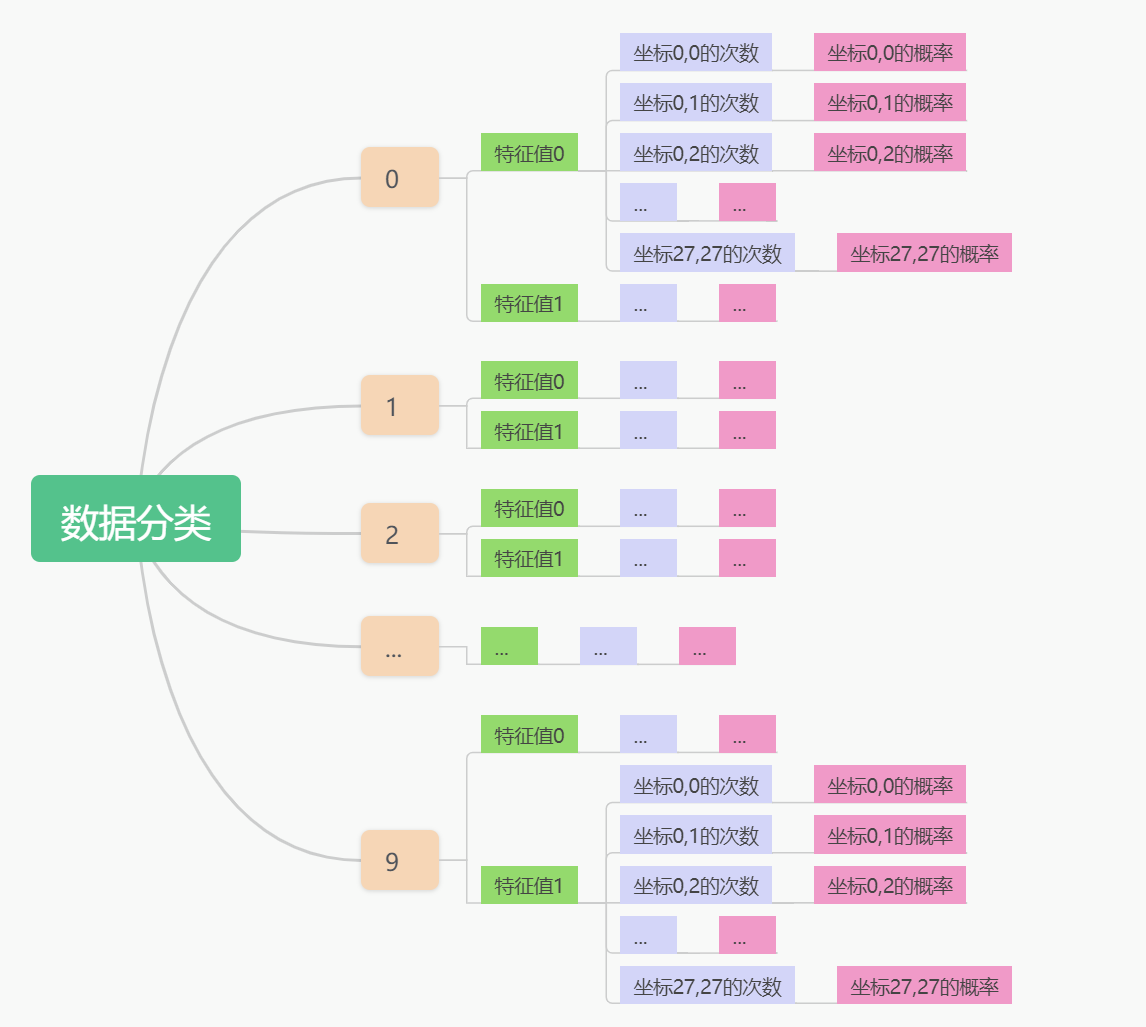 数据分类
0
特征值0
坐标0,0的次数
坐标0,0的概率
坐标0,1的次数
坐标0,1的概率
坐标0,2的次数
坐标0,2的概率
...
...
坐标27,27的次数
坐标27,27的概率
特征值1
...
...
1
特征值0
...
...
特征值1
...
...
2
特征值0
...
...
特征值1
...
...
...
...
...
...
9
特征值0
...
...
特征值1
坐标0,0的次数
坐标0,0的概率
坐标0,1的次数
坐标0,1的概率
坐标0,2的次数
坐标0,2的概率
...
...
坐标27,27的次数
坐标27,27的概率